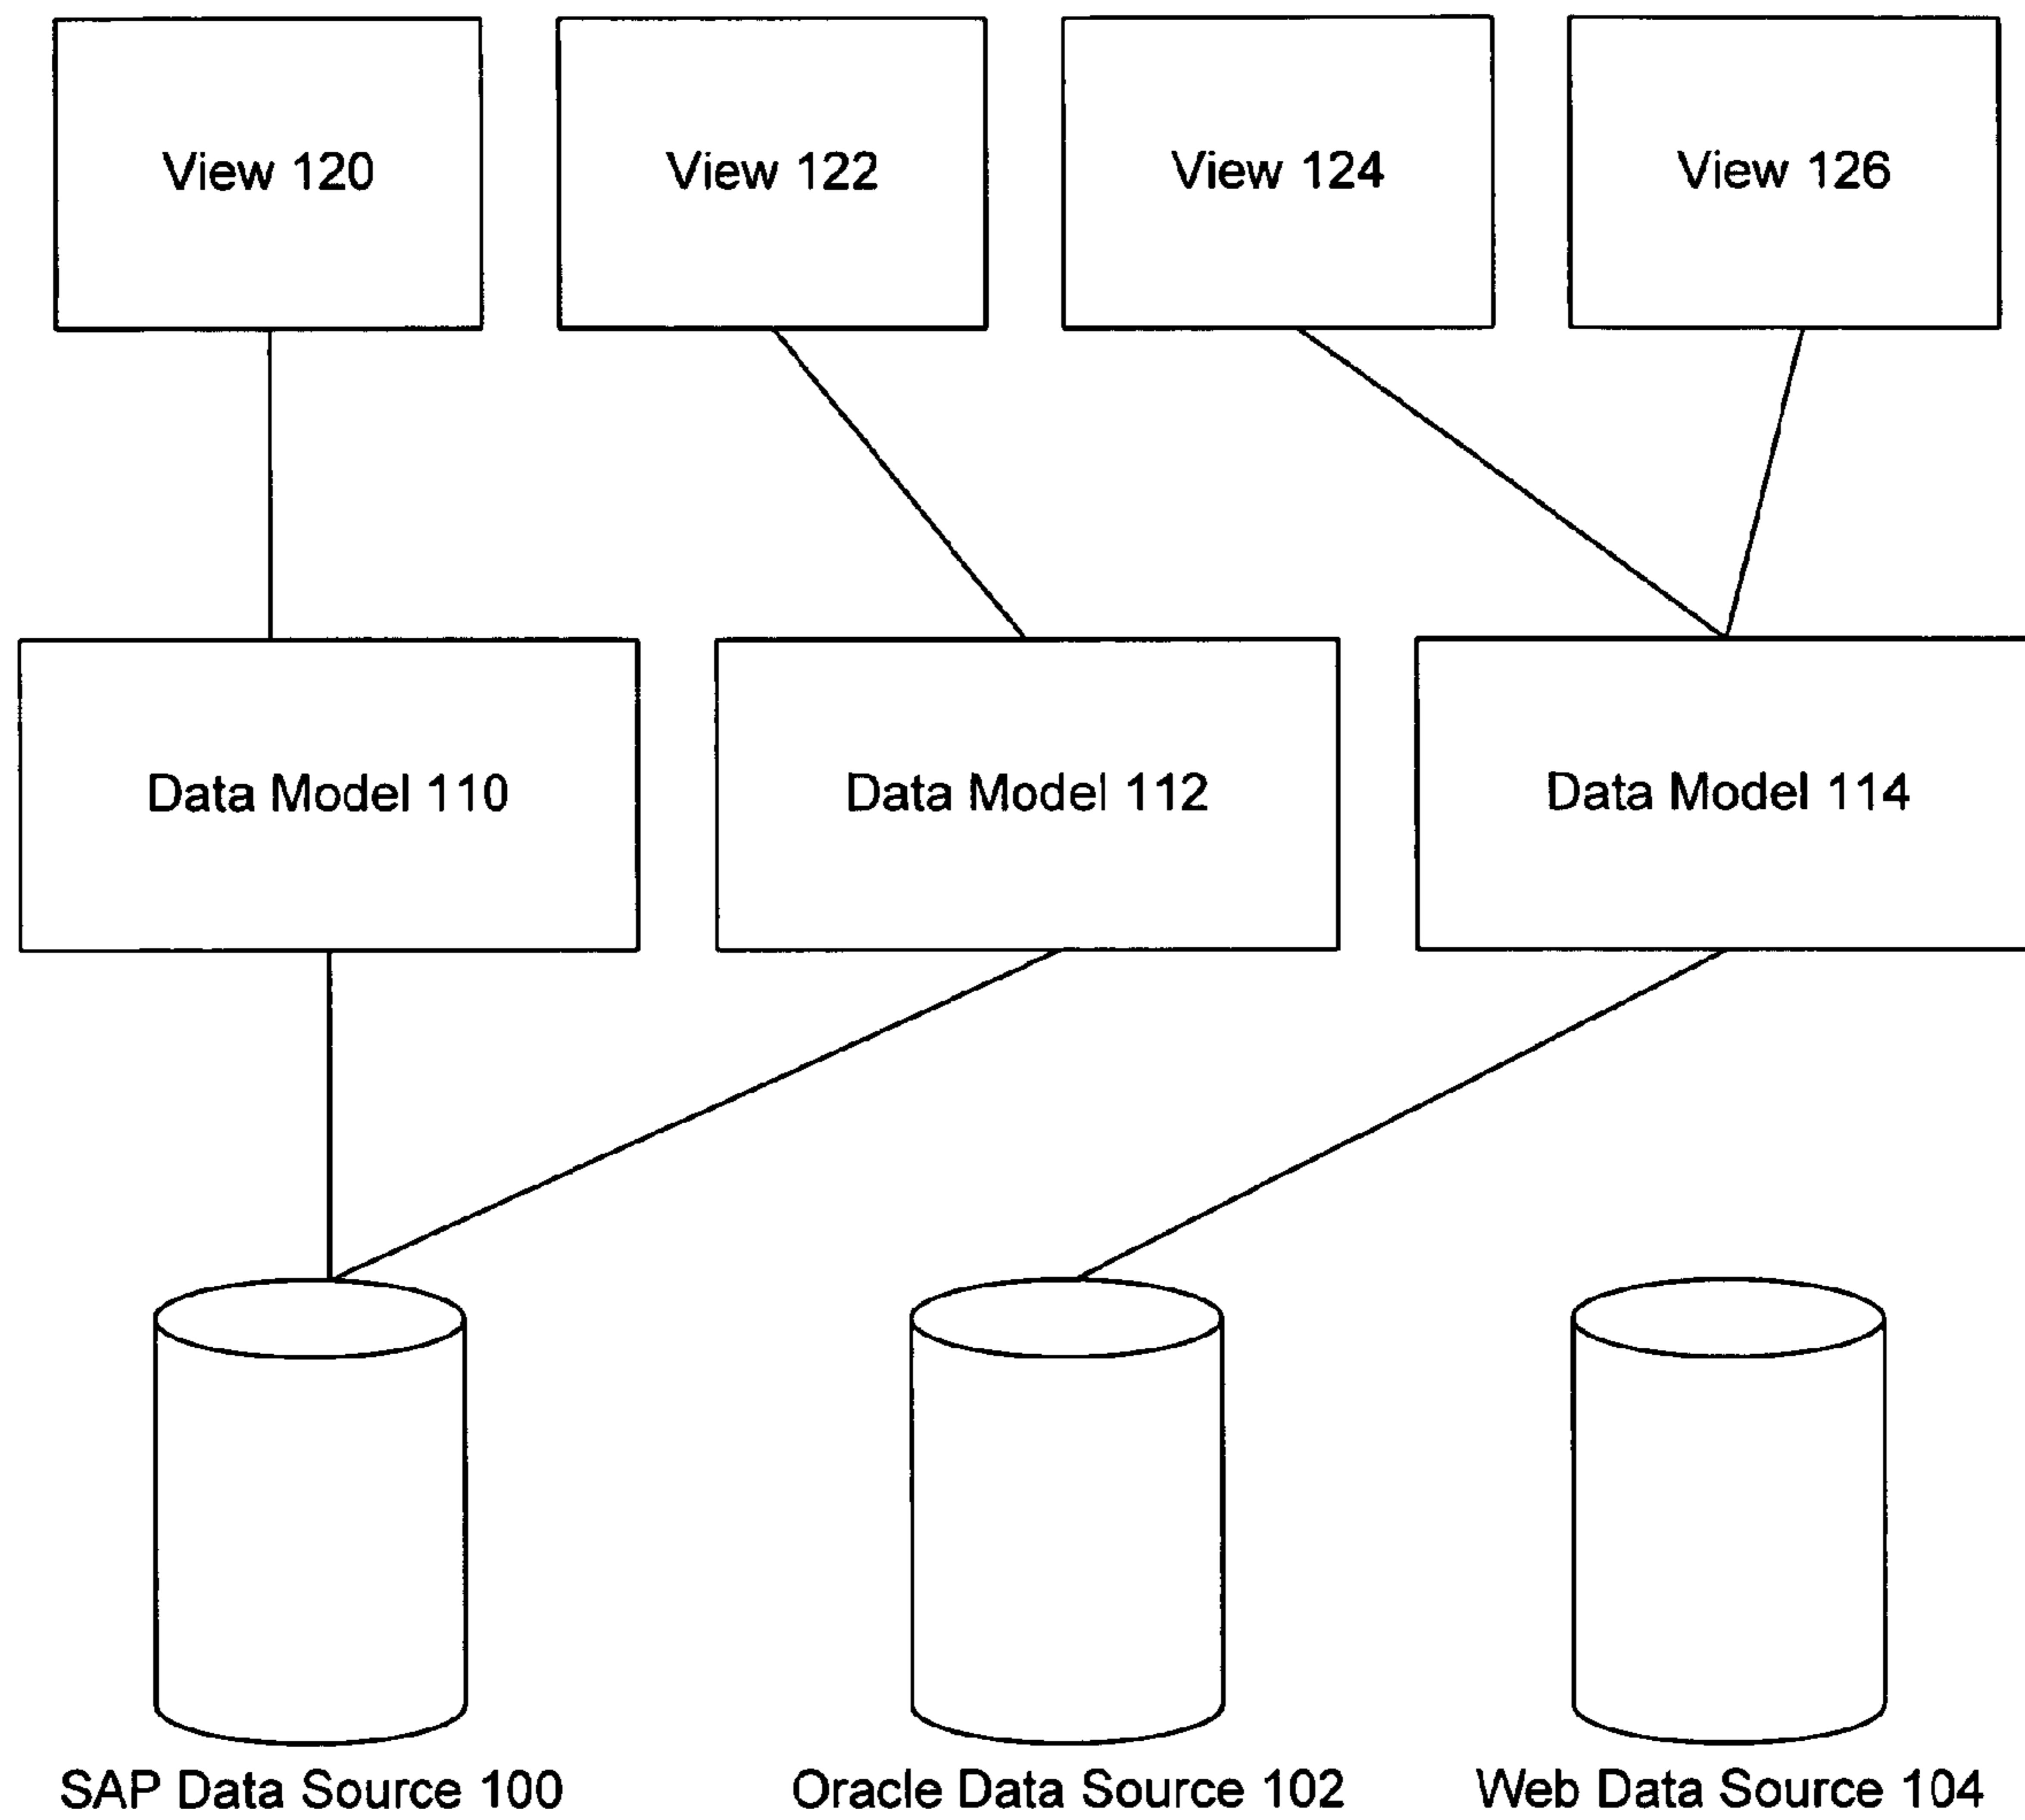 View 120
View 122
View 124
View 126
Data Model 110
Data Model 112
Data Model 114
SAP Data Source 100
Oracle Data Source 102
Web Data Source 104